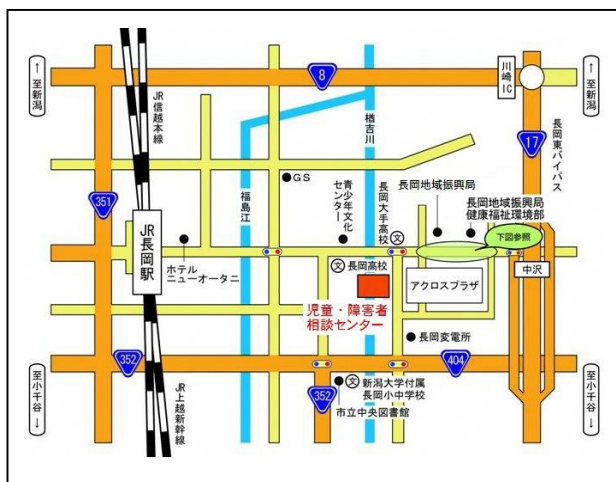 8
川崎IC
↑至新潟
↑至新潟
JR信越本線
楢吉川
17
長岡東バイパス
351
福島江
GS
青少年文化センター
長岡大手高校
文
長岡地域振興局
長岡地域振興局
健康福祉環境部
下図参照
JR長岡駅
ホテル
ニューオータニ
文 長岡高校
アクロスプラザ
中沢
児童・障害者
相談センター
長岡変電所
352
404
至小千谷↓
至小千谷↓
JR上越新幹線
352
文 新潟大学付属
長岡小中学校
市立中央図書館